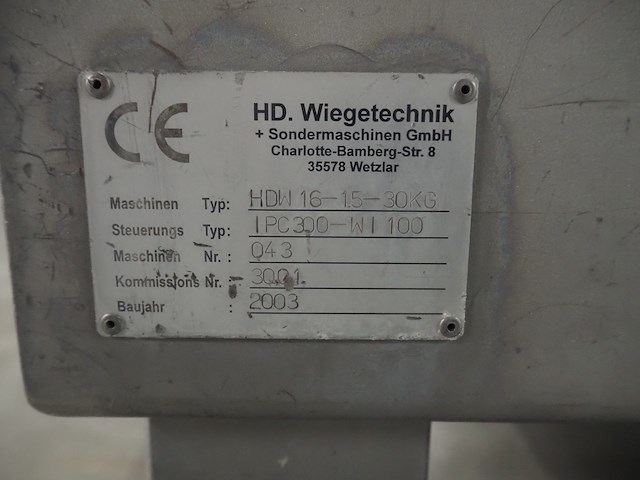 CE
HD. Wiegetechnik
+ Sondermaschinen GmbH
Charlotte-Bamberg-Str. 8
35578 Wetzlar
Maschinen Typ: HDW 16-1.5-30KG
Steuerungs Typ: IPC300-WI 100
Maschinen Nr. : 043
Kommissions Nr. : 3001
Baujahr : 2003